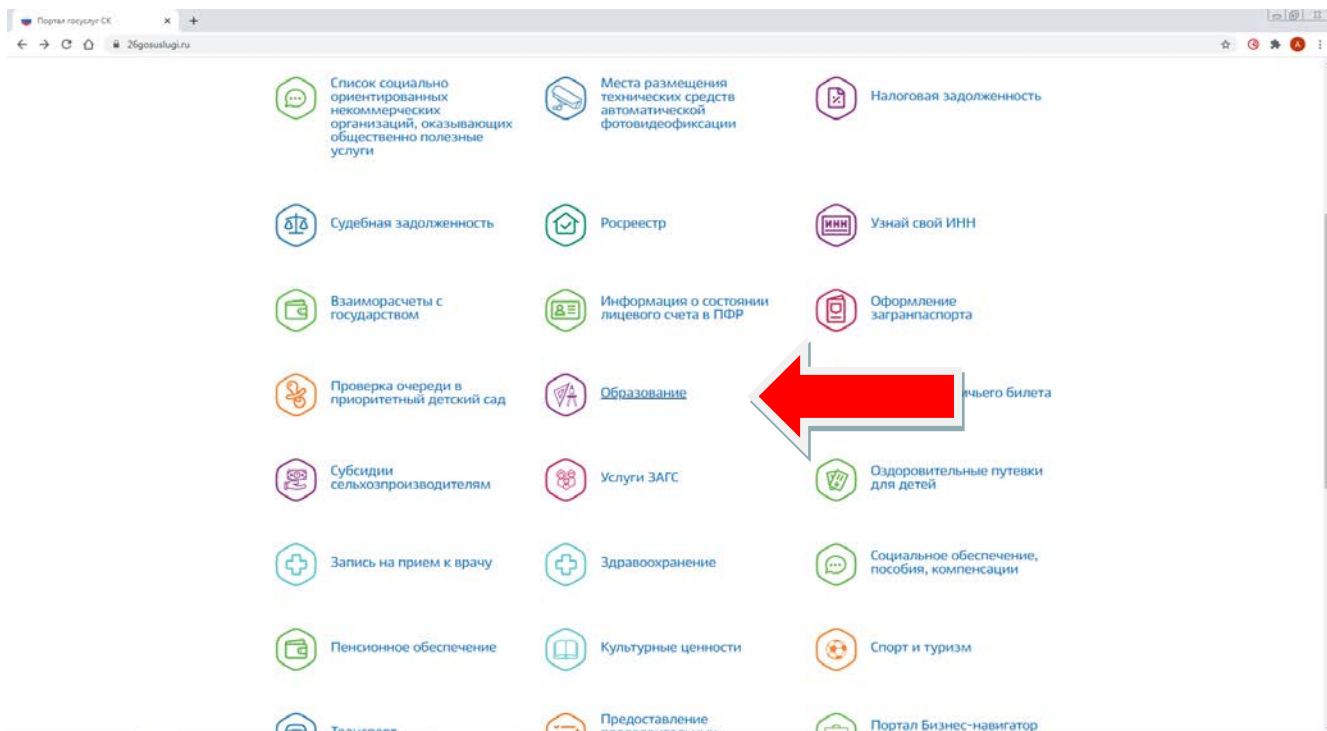 Портал госуслуг СК
26gosuslugi.ru
Список социально
ориентированных
некоммерческих
организаций, оказывающих
общественно полезные
услуги
Места размещения
технических средств
автоматической
фотовидеофиксации
Налоговая задолженность
Судебная задолженность
Росреестр
ИНН
Узнай свой ИНН
Взаиморасчеты с
государством
Информация о состоянии
лицевого счета в ПФР
Оформление
загранпаспорта
Проверка очереди в
приоритетный детский сад
Образование
билета
Субсидии
сельхозпроизводителям
Услуги ЗАГС
Оздоровительные путевки
для детей
Запись на прием к врачу
Здравоохранение
Социальное обеспечение,
пособия, компенсации
Пенсионное обеспечение
Культурные ценности
Спорт и туризм
Предоставление
Портал Бизнес-навигатор